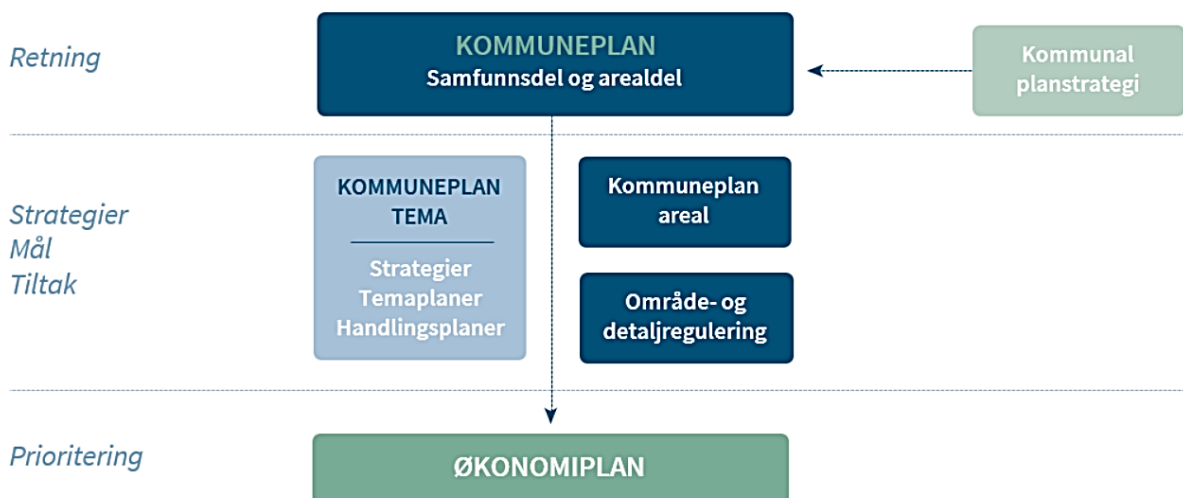 Retning
KOMMUNEPLAN
Samfunnsdel og arealdel
Kommunal
planstrategi
Strategier
Mål
Tiltak
KOMMUNEPLAN
TEMA
Strategier
Temaplaner
Handlingsplaner
Kommuneplan
areal
Område- og
detaljregulering
Prioritering
ØKONOMIPLAN